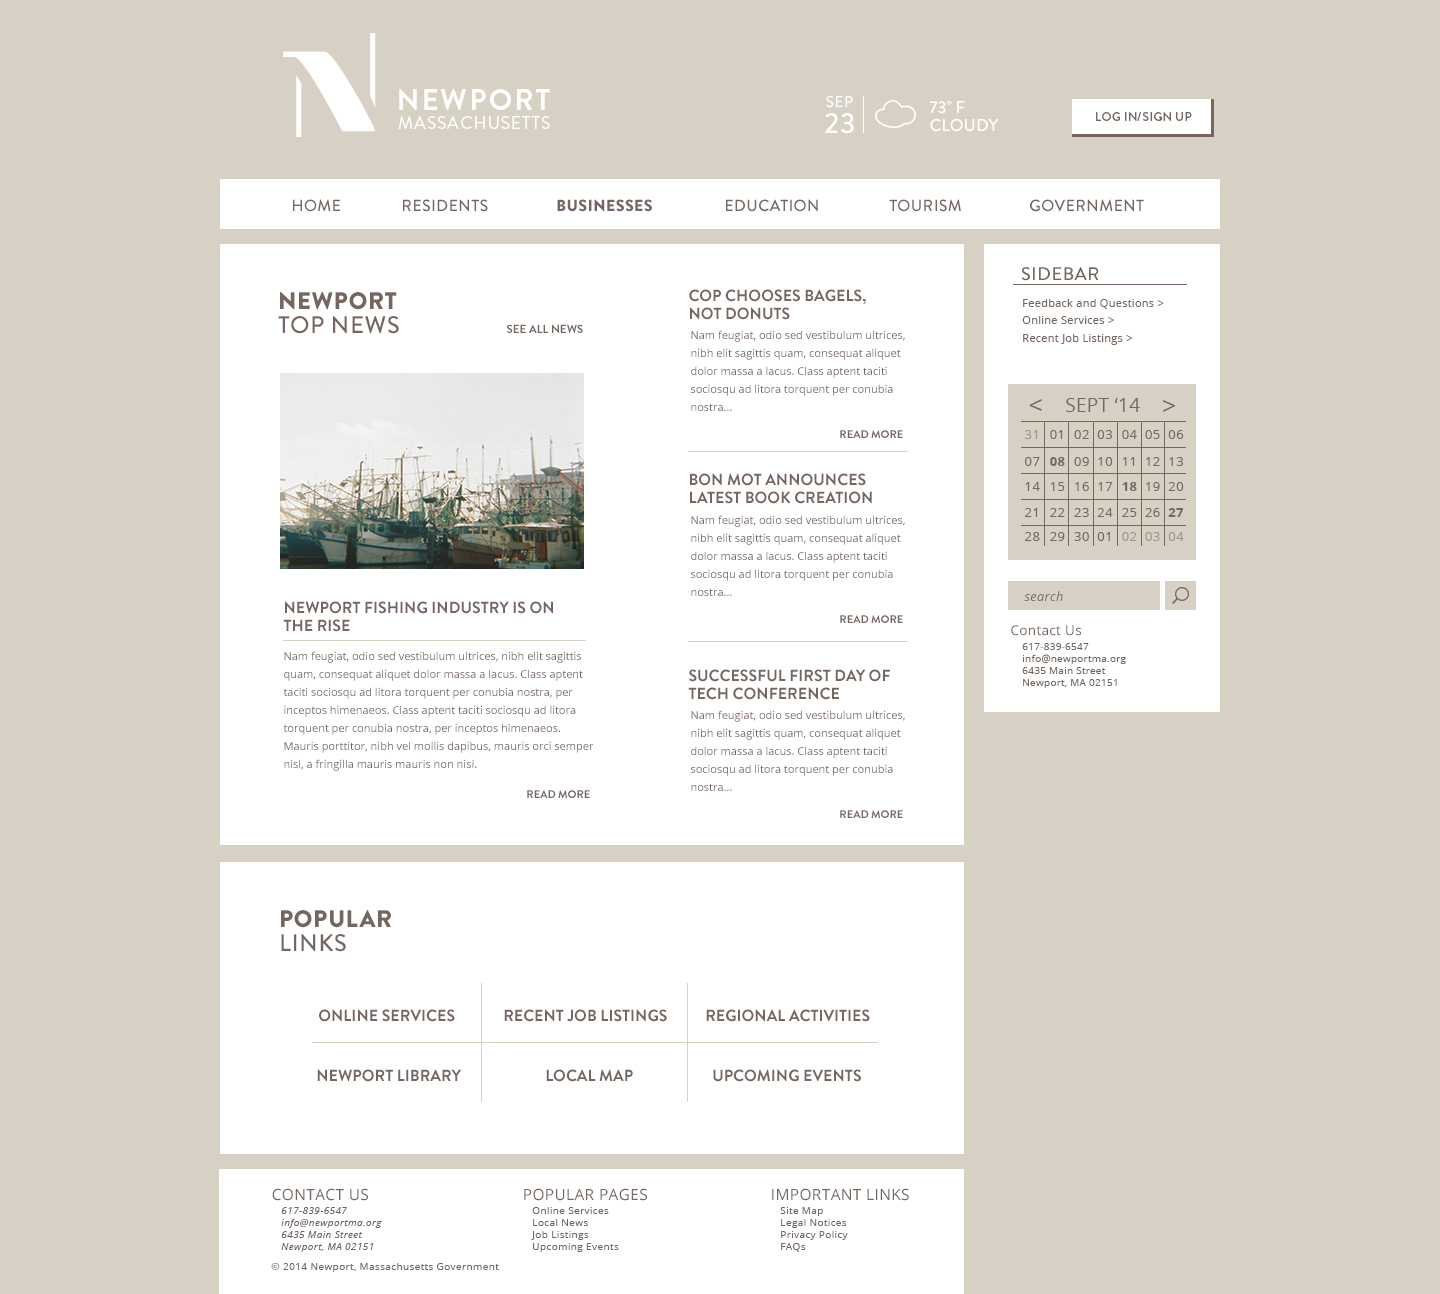 NEWPORT
MASSACHUSETTS
SEP
23
73° F
CLOUDY
LOG IN/SIGN UP
HOME RESIDENTS BUSINESSES EDUCATION TOURISM GOVERNMENT
NEWPORT
TOP NEWS
SEE ALL NEWS
NEWPORT FISHING INDUSTRY IS ON
THE RISE
Nam feugiat, odio sed vestibulum ultrices, nibh elit sagittis
quam, consequat aliquet dolor massa a lacus. Class aptent
taciti sociosqu ad litora torquent per conubia nostra, per
inceptos himenaeos. Class aptent taciti sociosqu ad litora
torquent per conubia nostra, per inceptos himenaeos.
Mauris porttitor, nibh vel mollis dapibus, mauris orci semper
nisl, a fringilla mauris mauris non nisi.
READ MORE
COP CHOOSES BAGELS,
NOT DONUTS
Nam feugiat, odio sed vestibulum ultrices,
nibh elit sagittis quam, consequat aliquet
dolor massa a lacus. Class aptent taciti
sociosqu ad litora torquent per conubia
nostra...
READ MORE
BON MOT ANNOUNCES
LATEST BOOK CREATION
Nam feugiat, odio sed vestibulum ultrices,
nibh elit sagittis quam, consequat aliquet
dolor massa a lacus. Class aptent taciti
sociosqu ad litora torquent per conubia
nostra...
READ MORE
SUCCESSFUL FIRST DAY OF
TECH CONFERENCE
Nam feugiat, odio sed vestibulum ultrices,
nibh elit sagittis quam, consequat aliquet
dolor massa a lacus. Class aptent taciti
sociosqu ad litora torquent per conubia
nostra...
READ MORE
SIDEBAR
Feedback and Questions >
Online Services >
Recent Job Listings >
< SEPT ‘14 >
31 01 02 03 04 05 06
07 08 09 10 11 12 13
14 15 16 17 18 19 20
21 22 23 24 25 26 27
28 29 30 01 02 03 04
search
Contact Us
617-839-6547
info@newportma.org
6435 Main Street
Newport, MA 02151
POPULAR
LINKS
ONLINE SERVICES RECENT JOB LISTINGS REGIONAL ACTIVITIES
NEWPORT LIBRARY LOCAL MAP UPCOMING EVENTS
CONTACT US
617-839-6547
info@newportma.org
6435 Main Street
Newport, MA 02151
POPULAR PAGES
Online Services
Local News
Job Listings
Upcoming Events
IMPORTANT LINKS
Site Map
Legal Notices
Privacy Policy
FAQs
© 2014 Newport, Massachusetts Government